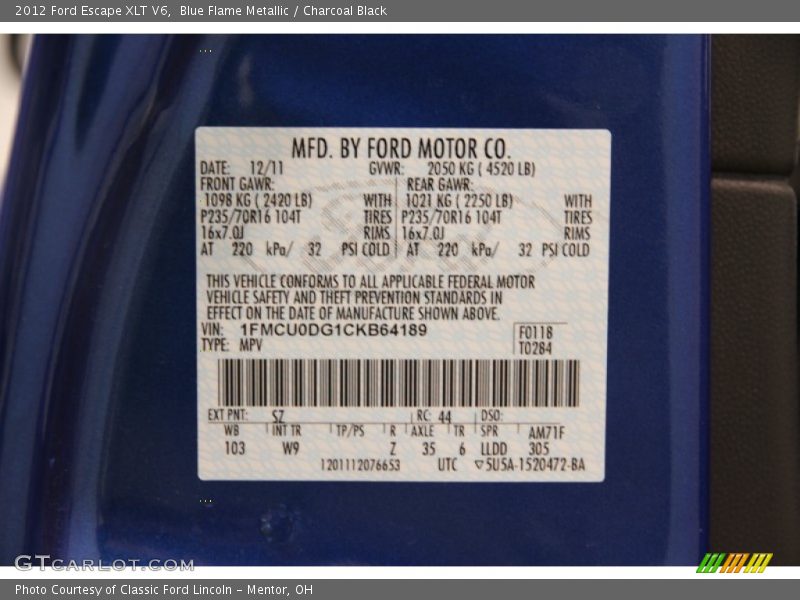 2012 Ford Escape XLT V6,  Blue Flame Metallic / Charcoal Black
MFD. BY FORD MOTOR CO.
DATE: 12/11 GVWR: 2050 KG ( 4520 LB)
FRONT GAWR: REAR GAWR:
1098 KG ( 2420 LB) WITH 1021 KG ( 2250 LB) WITH
P235/70R16 104T TIRES P235/70R16 104T TIRES
16x7.0J RIMS 16x7.0J RIMS
AT 220 kPa/ 32 PSI COLD AT 220 kPa/ 32 PSI COLD
THIS VEHICLE CONFORMS TO ALL APPLICABLE FEDERAL MOTOR
VEHICLE SAFETY AND THEFT PREVENTION STANDARDS IN
EFFECT ON THE DATE OF MANUFACTURE SHOWN ABOVE.
VIN: 1FMCU0DG1CKB64189 F0118
TYPE: MPV T0284
EXT PNT: SZ RC: 44 DSO:
WB INT TR TP/PS R AXLE TR SPR AM71F
103 W9 Z 35 6 LLDD 305
1201112076653 UTC ▽5U5A-1520472-BA
GTCARLOT.COM
Photo Courtesy of Classic Ford Lincoln - Mentor, OH